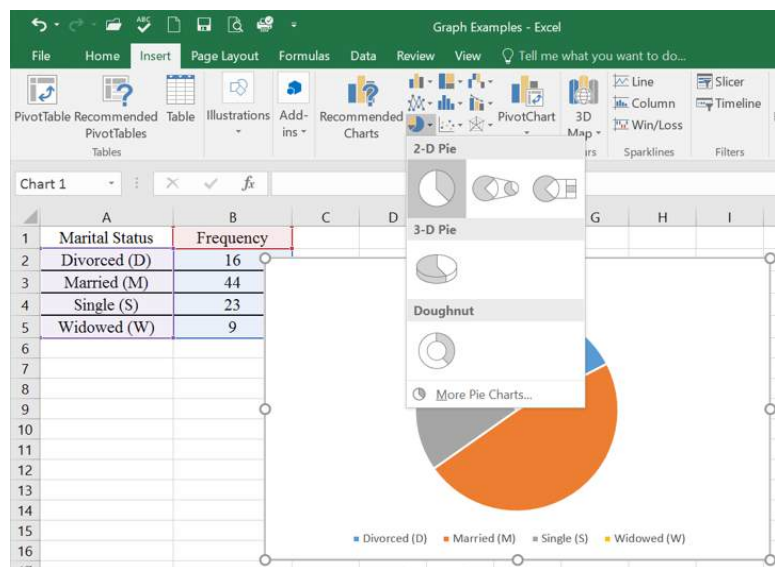 ABC
Graph Examples - Excel
File Home Insert Page Layout Formulas Data Review View Tell me what you want to do...
PivotTable Recommended PivotTables Table Illustrations Add-ins Recommended Charts PivotChart 3D Map Line Column Win/Loss Slicer Timeline
Tables rs Sparklines Filters
2-D Pie
Chart 1 fx
A B C D G H I
3-D Pie
1 Marital Status Frequency
2 Divorced (D) 16
3 Married (M) 44
4 Single (S) 23
5 Widowed (W) 9
Doughnut
6
7
8
More Pie Charts...
9
10
11
12
13
14
15
Divorced (D) Married (M) Single (S) Widowed (W)
16